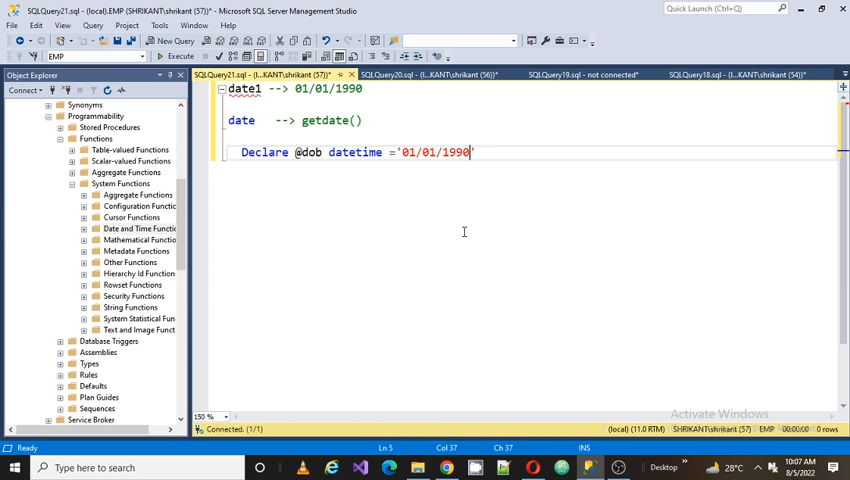 SQLQuery21.sql - (local).EMP (SHRIKANT\shrikant (57))* - Microsoft SQL Server Management Studio
Quick Launch (Ctrl+Q)
File Edit View Query Project Tools Window Help
New Query
EMP
Execute
Object Explorer
SQLQuery21.sql - (l...KANT\shrikant (57))*
SQLQuery20.sql - (l...KANT\shrikant (56))*
SQLQuery19.sql - not connected*
SQLQuery18.sql - (l...KANT\shrikant (54))*
Connect
Synonyms
Programmability
Stored Procedures
Functions
Table-valued Functions
Scalar-valued Functions
Aggregate Functions
System Functions
Aggregate Functions
Configuration Functic
Cursor Functions
Date and Time Functi
Mathematical Functio
Metadata Functions
Other Functions
Hierarchy Id Function
Rowset Functions
Security Functions
String Functions
System Statistical Fun
Text and Image Funct
Database Triggers
Assemblies
Types
Rules
Defaults
Plan Guides
Sequences
Service Broker
date1 --> 01/01/1990
date --> getdate()
Declare @dob datetime ='01/01/1990'
150 %
Activate Windows
Connected. (1/1)
(local) (11.0 RTM) SHRIKANT\shrikant (57) EMP 00:00:00 0 rows
Ready
Ln 5
Col 37
Ch 37
INS
Type here to search
Desktop
28°C
10:07 AM
8/5/2022